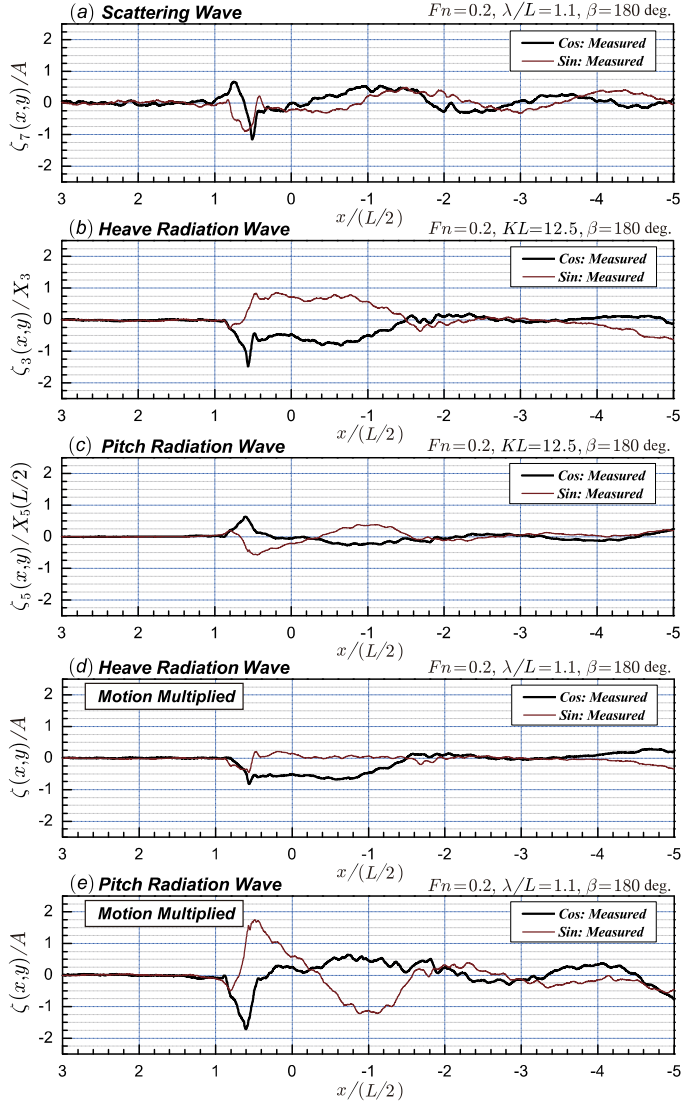 (a) Scattering Wave Fn=0.2, λ/L=1.1, β=180 deg.
ζ7(x,y)/A
2
1
0
-1
-2
Cos: Measured
Sin: Measured
3 2 1 0 -1 -2 -3 -4 -5
x/(L/2)
(b) Heave Radiation Wave Fn=0.2, KL=12.5, β=180 deg.
ζ3(x,y)/X3
2
1
0
-1
-2
Cos: Measured
Sin: Measured
3 2 1 0 -1 -2 -3 -4 -5
x/(L/2)
(c) Pitch Radiation Wave Fn=0.2, KL=12.5, β=180 deg.
ζ5(x,y)/X5(L/2)
2
1
0
-1
-2
Cos: Measured
Sin: Measured
3 2 1 0 -1 -2 -3 -4 -5
x/(L/2)
(d) Heave Radiation Wave Fn=0.2, λ/L=1.1, β=180 deg.
Motion Multiplied
ζ(x,y)/A
2
1
0
-1
-2
Cos: Measured
Sin: Measured
3 2 1 0 -1 -2 -3 -4 -5
x/(L/2)
(e) Pitch Radiation Wave Fn=0.2, λ/L=1.1, β=180 deg.
Motion Multiplied
ζ(x,y)/A
2
1
0
-1
-2
Cos: Measured
Sin: Measured
3 2 1 0 -1 -2 -3 -4 -5
x/(L/2)